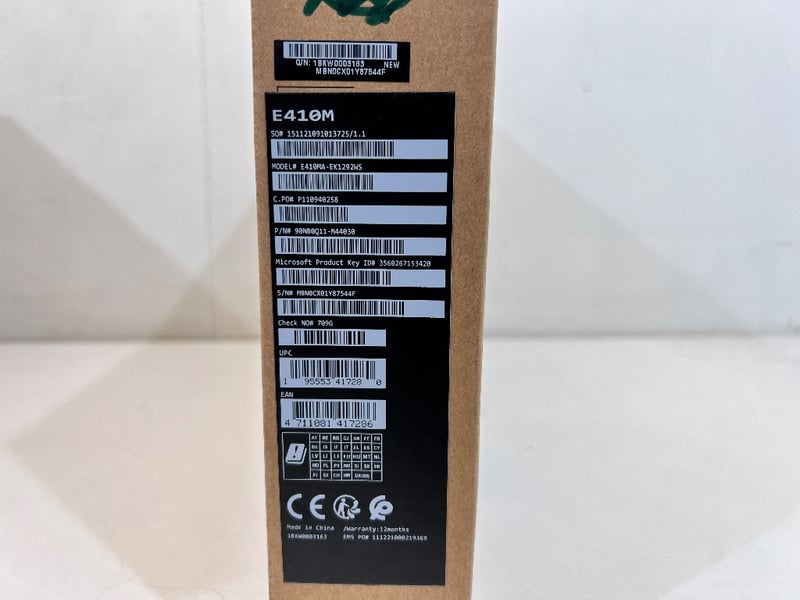 Q/N: 1BKW0003163 NEW
MBN0CX01Y87544F
E410M
SO# 151121091013725/1.1
MODEL# E410MA-EK1292WS
C.PO# P110940258
P/N# 90NB0Q11-M44030
Microsoft Product Key ID# 3560267153420
S/N# MBN0CX01Y87544F
Check NO# 709G
UPC
1 95553 41728 0
EAN
4 711081 417286
CE
Made in China /Warranty:12months
1BKW0003163 EMS PO# 111221000219369